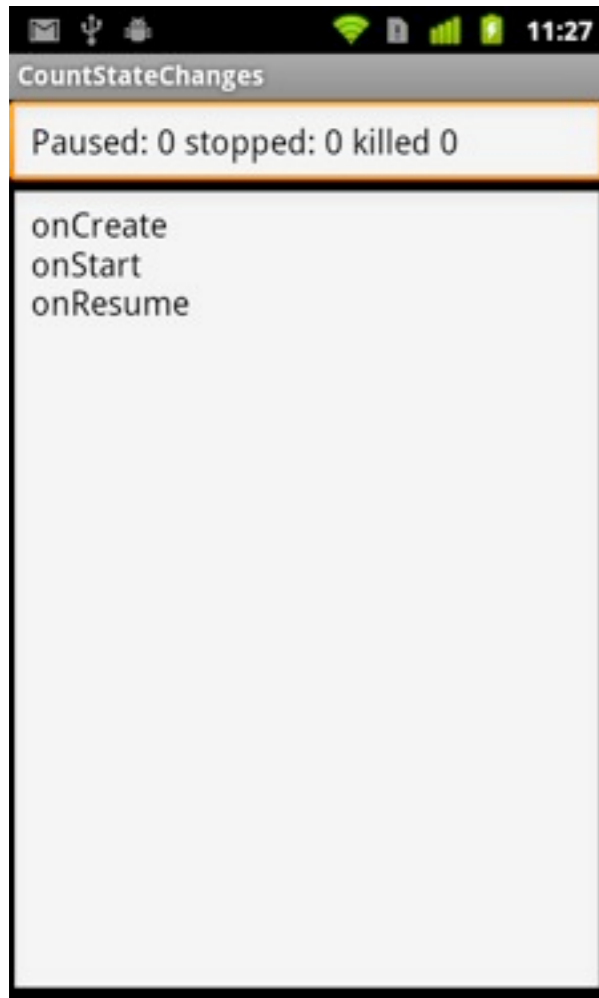 11:27
CountStateChanges
Paused: 0 stopped: 0 killed 0
onCreate
onStart
onResume